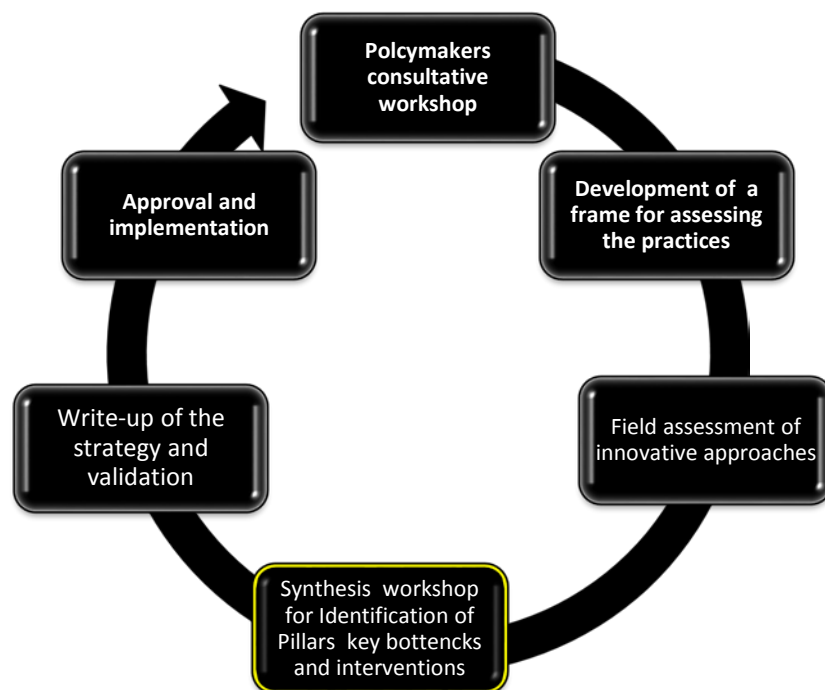 Polcymakers
consultative
workshop
Development of a
frame for assessing
the practices
Field assessment of
innovative approaches
Synthesis workshop
for Identification of
Pillars key bottencks
and interventions
Write-up of the
strategy and
validation
Approval and
implementation